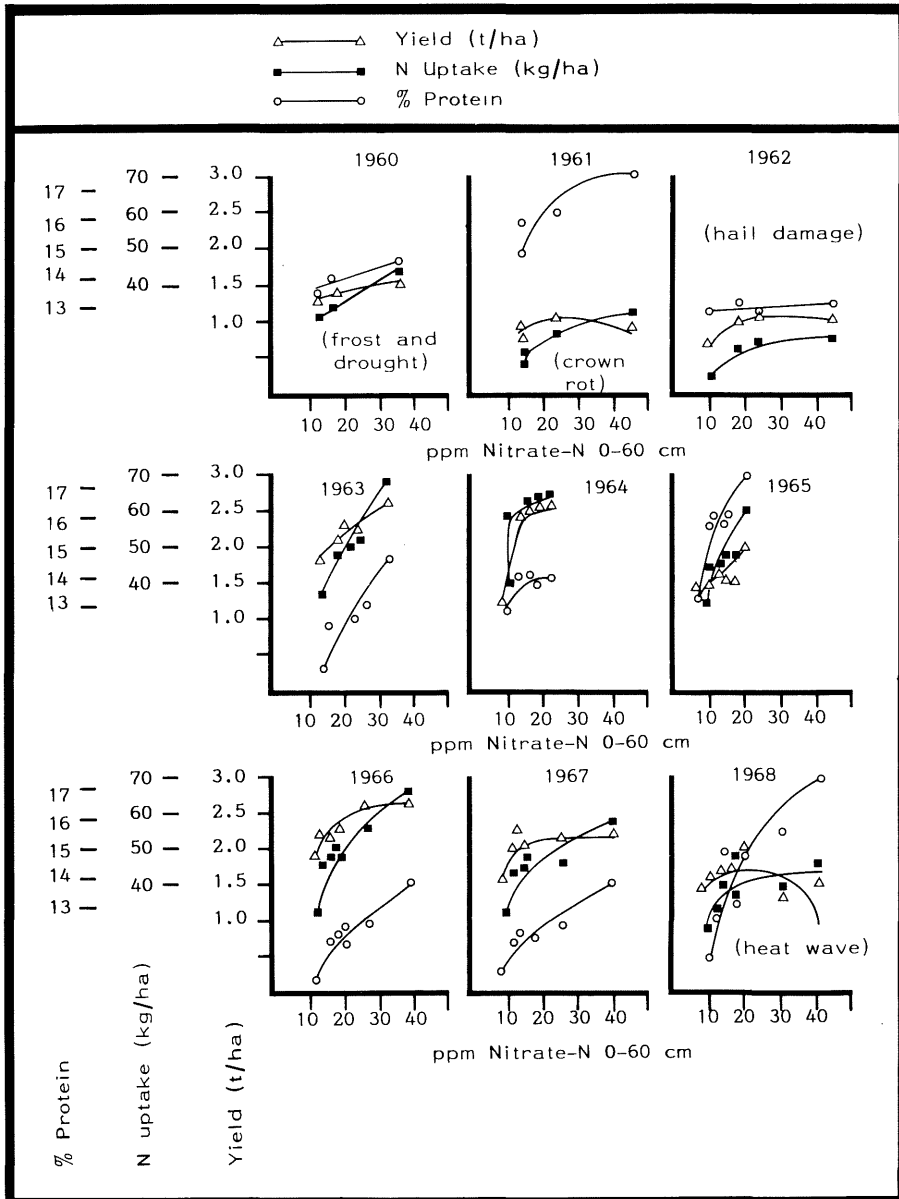 Yield (t/ha)
N Uptake (kg/ha)
% Protein
1960
1961
1962
17
16
15
14
13
70
60
50
40
3.0
2.5
2.0
1.5
1.0
(frost and
drought)
(crown
rot)
(hail damage)
10 20 30 40
10 20 30 40
10 20 30 40
ppm Nitrate-N 0-60 cm
1963
1964
1965
17
16
15
14
13
70
60
50
40
3.0
2.5
2.0
1.5
1.0
10 20 30 40
10 20 30 40
10 20 30 40
ppm Nitrate-N 0-60 cm
1966
1967
1968
17
16
15
14
13
70
60
50
40
3.0
2.5
2.0
1.5
1.0
(heat wave)
10 20 30 40
10 20 30 40
10 20 30 40
ppm Nitrate-N 0-60 cm
% Protein
N uptake (kg/ha)
Yield (t/ha)